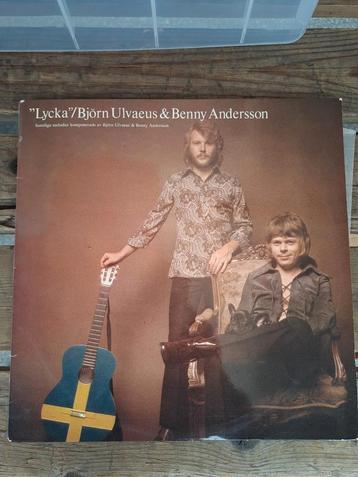 "Lycka"/Björn Ulvaeus & Benny Andersson
Samtliga melodier komponerade av Björn Ulvaeus & Benny Andersson